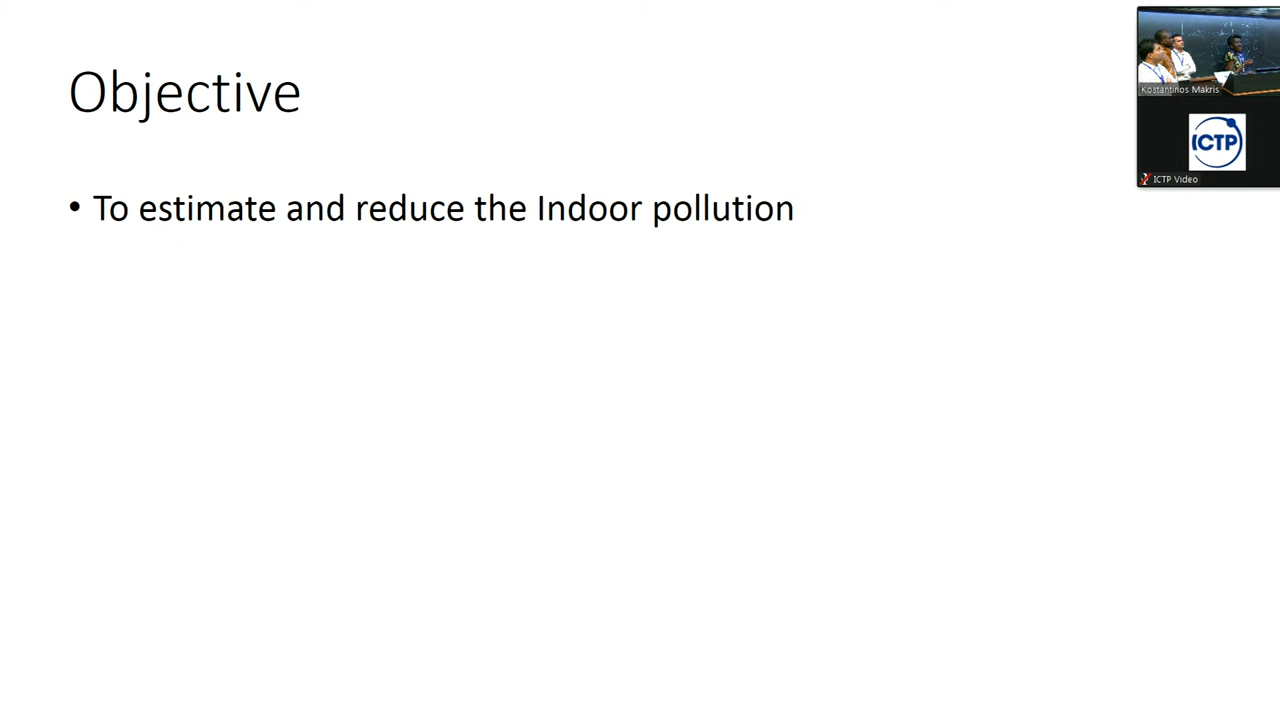 Objective
• To estimate and reduce the Indoor pollution
Kostantinos Makris
ICTP
ICTP Video